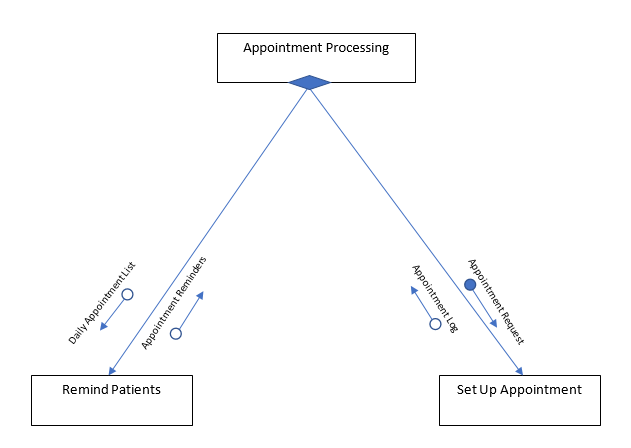 Appointment Processing
Daily Appointment List
Appointment Reminders
Appointment Log
Appointment Request
Remind Patients
Set Up Appointment